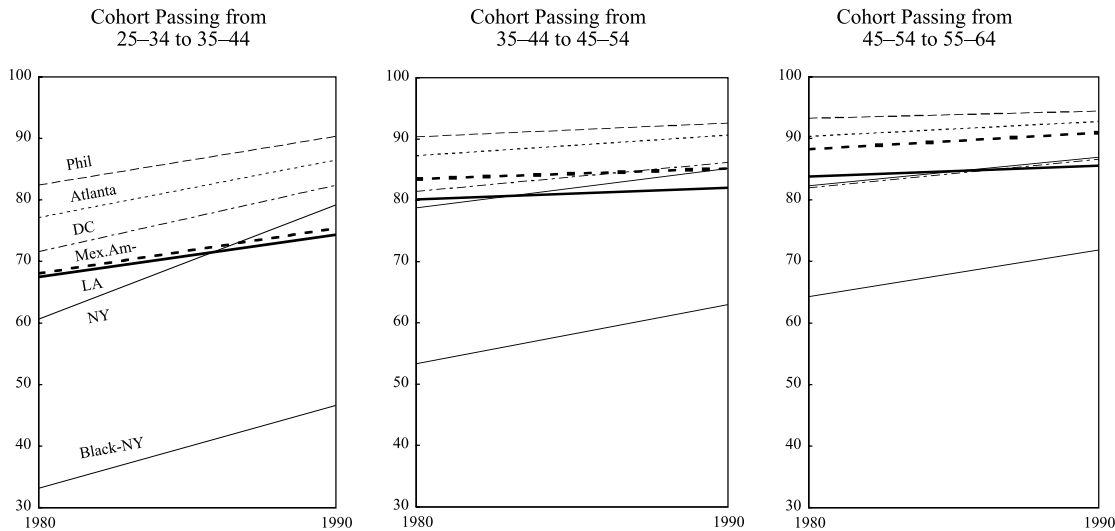 Cohort Passing from
25–34 to 35–44
100
90
80
70
60
50
40
30
Phil
Atlanta
DC
Mex.Am-
LA
NY
Black-NY
1980
1990
Cohort Passing from
35–44 to 45–54
100
90
80
70
60
50
40
30
1980
1990
Cohort Passing from
45–54 to 55–64
100
90
80
70
60
50
40
30
1980
1990